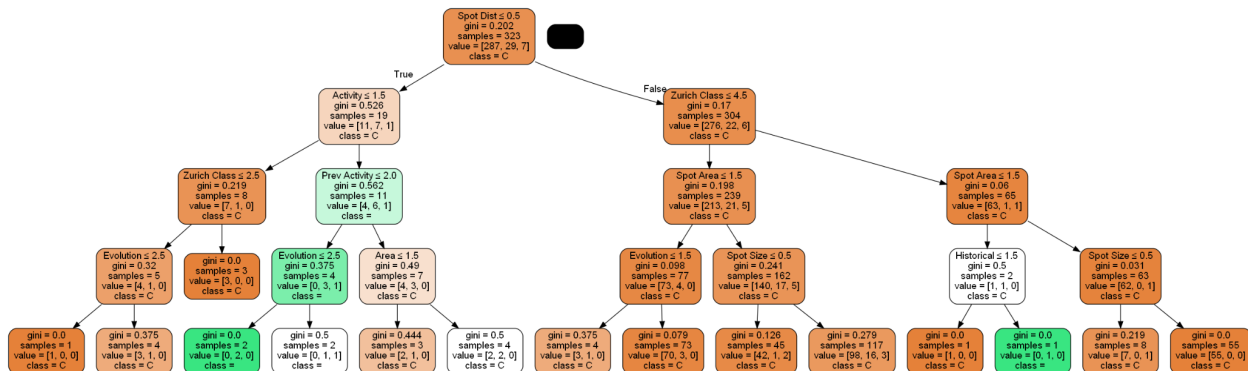 Spot Dist ≤ 0.5
gini = 0.202
samples = 323
value = [287, 29, 7]
class = C
True
False
Activity ≤ 1.5
gini = 0.526
samples = 19
value = [11, 7, 1]
class = C
Zurich Class ≤ 4.5
gini = 0.17
samples = 304
value = [276, 22, 6]
class = C
Zurich Class ≤ 2.5
gini = 0.219
samples = 8
value = [7, 1, 0]
class = C
Prev Activity ≤ 2.0
gini = 0.562
samples = 11
value = [4, 6, 1]
class =
Spot Area ≤ 1.5
gini = 0.198
samples = 239
value = [213, 21, 5]
class = C
Spot Area ≤ 1.5
gini = 0.06
samples = 65
value = [63, 1, 1]
class = C
Evolution ≤ 2.5
gini = 0.32
samples = 5
value = [4, 1, 0]
class = C
gini = 0.0
samples = 3
value = [3, 0, 0]
class = C
Evolution ≤ 2.5
gini = 0.375
samples = 4
value = [0, 3, 1]
class =
Area ≤ 1.5
gini = 0.49
samples = 7
value = [4, 3, 0]
class = C
Evolution ≤ 1.5
gini = 0.098
samples = 77
value = [73, 4, 0]
class = C
Spot Size ≤ 0.5
gini = 0.241
samples = 162
value = [140, 17, 5]
class = C
Historical ≤ 1.5
gini = 0.5
samples = 2
value = [1, 1, 0]
class = C
Spot Size ≤ 0.5
gini = 0.031
samples = 63
value = [62, 0, 1]
class = C
gini = 0.0
samples = 1
value = [1, 0, 0]
class = C
gini = 0.375
samples = 4
value = [3, 1, 0]
class = C
gini = 0.0
samples = 2
value = [0, 2, 0]
class =
gini = 0.5
samples = 2
value = [0, 1, 1]
class =
gini = 0.444
samples = 3
value = [2, 1, 0]
class = C
gini = 0.5
samples = 4
value = [2, 2, 0]
class = C
gini = 0.375
samples = 4
value = [3, 1, 0]
class = C
gini = 0.079
samples = 73
value = [70, 3, 0]
class = C
gini = 0.126
samples = 45
value = [42, 1, 2]
class = C
gini = 0.279
samples = 117
value = [98, 16, 3]
class = C
gini = 0.0
samples = 1
value = [1, 0, 0]
class = C
gini = 0.0
samples = 1
value = [0, 1, 0]
class =
gini = 0.219
samples = 8
value = [7, 0, 1]
class = C
gini = 0.0
samples = 55
value = [55, 0, 0]
class = C